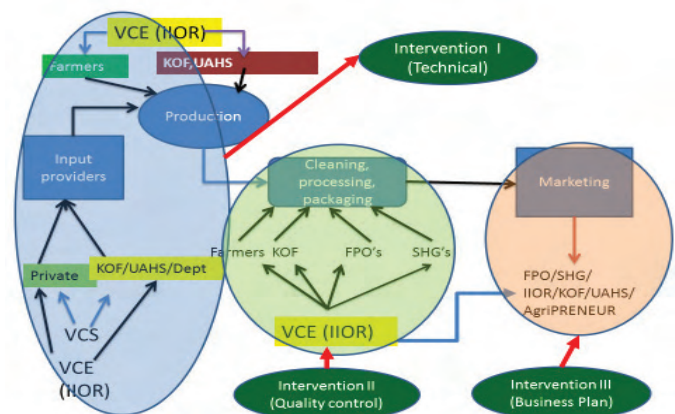 VCE (IIOR)
Farmers
KOF,UAHS
Intervention I
(Technical)
Production
Input
providers
Cleaning,
processing,
packaging
Marketing
Farmers KOF FPO's SHG's
Private
KOF/UAHS/Dept
FPO/SHG/
IIOR/KOF/UAHS/
AgriPRENEUR
VCS
VCE (IIOR)
VCE
(IIOR)
Intervention II
(Quality control)
Intervention III
(Business Plan)